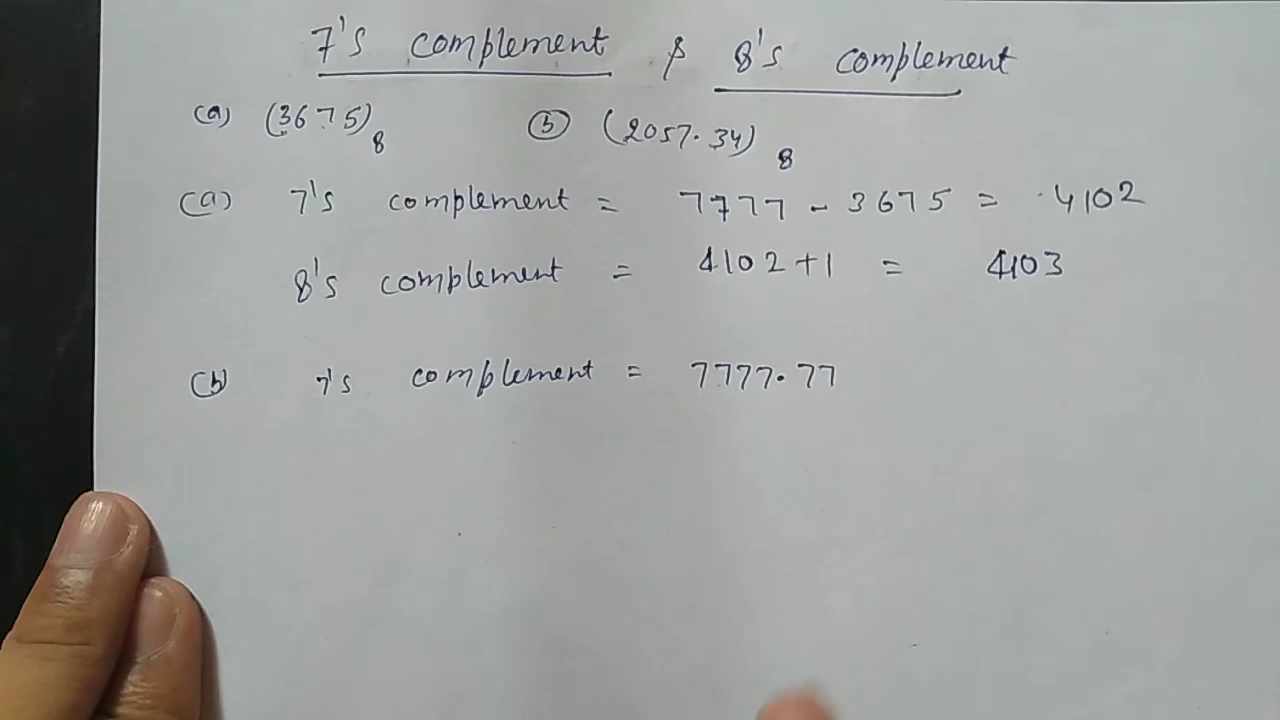 7's complement & 8's complement
(a) (3675)8 (b) (2057.34)8
(a) 7's complement = 7777 - 3675 = 4102
8's complement = 4102 + 1 = 4103
(b) 7's complement = 7777.77